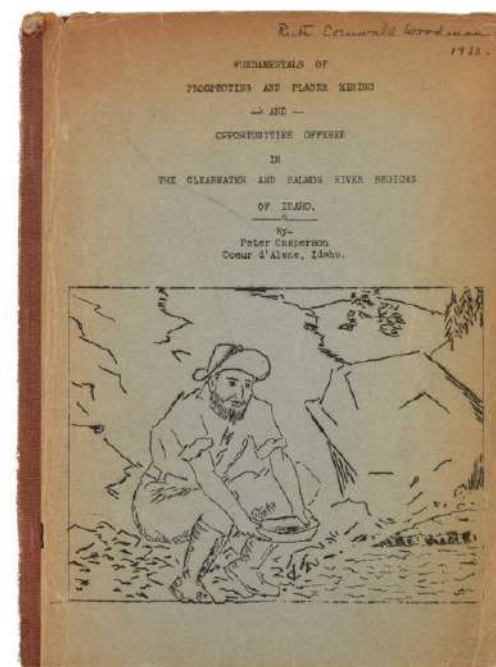 Ruth Cornwall Woodman
1930.
FUNDAMENTALS OF
PROSPECTING AND PLACER MINING
— AND —
OPPORTUNITIES OFFERED
IN
THE CLEARWATER AND SALMON RIVER REGIONS
OF IDAHO.
By—
Peter Casperson
Coeur d'Alene, Idaho.